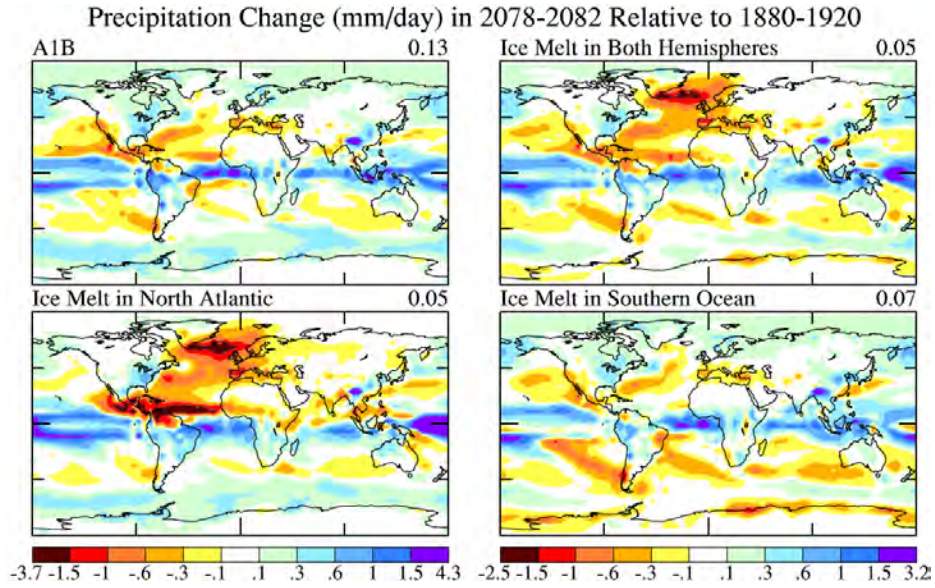 Precipitation Change (mm/day) in 2078-2082 Relative to 1880-1920
A1B 0.13
Ice Melt in Both Hemispheres 0.05
Ice Melt in North Atlantic 0.05
Ice Melt in Southern Ocean 0.07
-3.7 -1.5 -1 -.6 -.3 -.1 .1 .3 .6 1 1.5 4.3
-2.5 -1.5 -1 -.6 -.3 -.1 .1 .3 .6 1 1.5 3.2